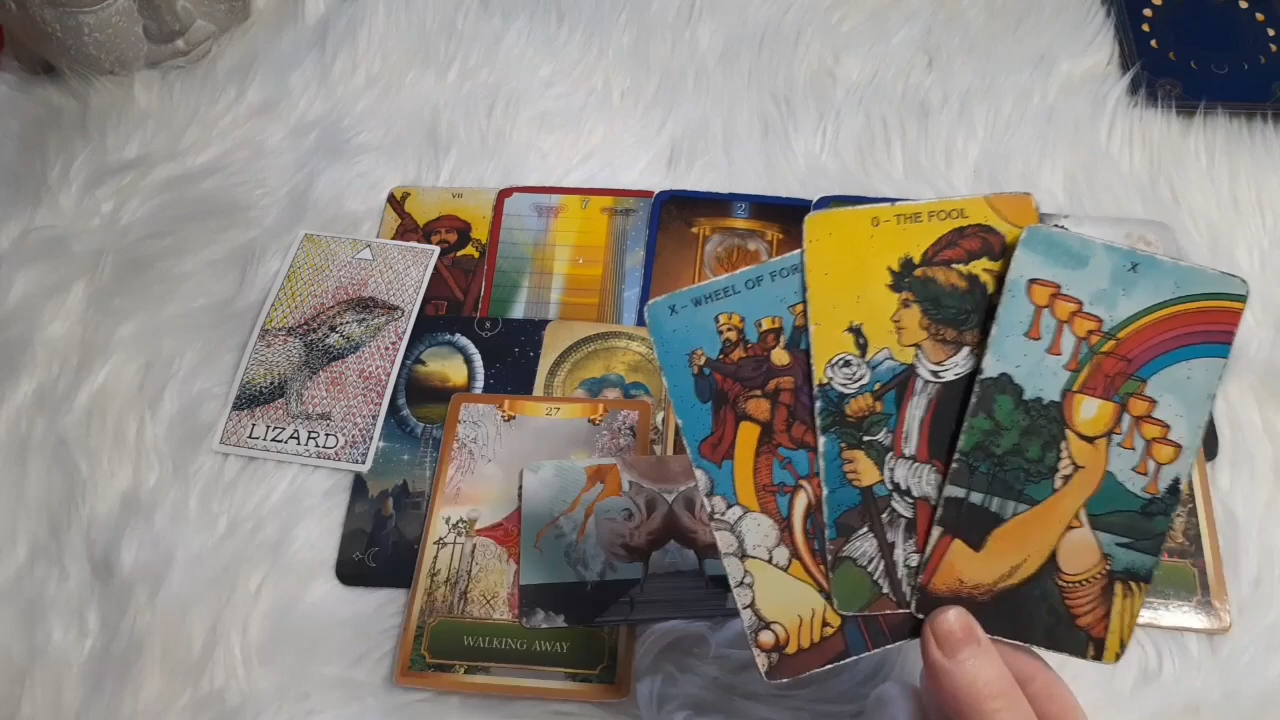 VII
7
2
0 - THE FOOL
X - WHEEL OF FOR
X
8
LIZARD
27
WALKING AWAY